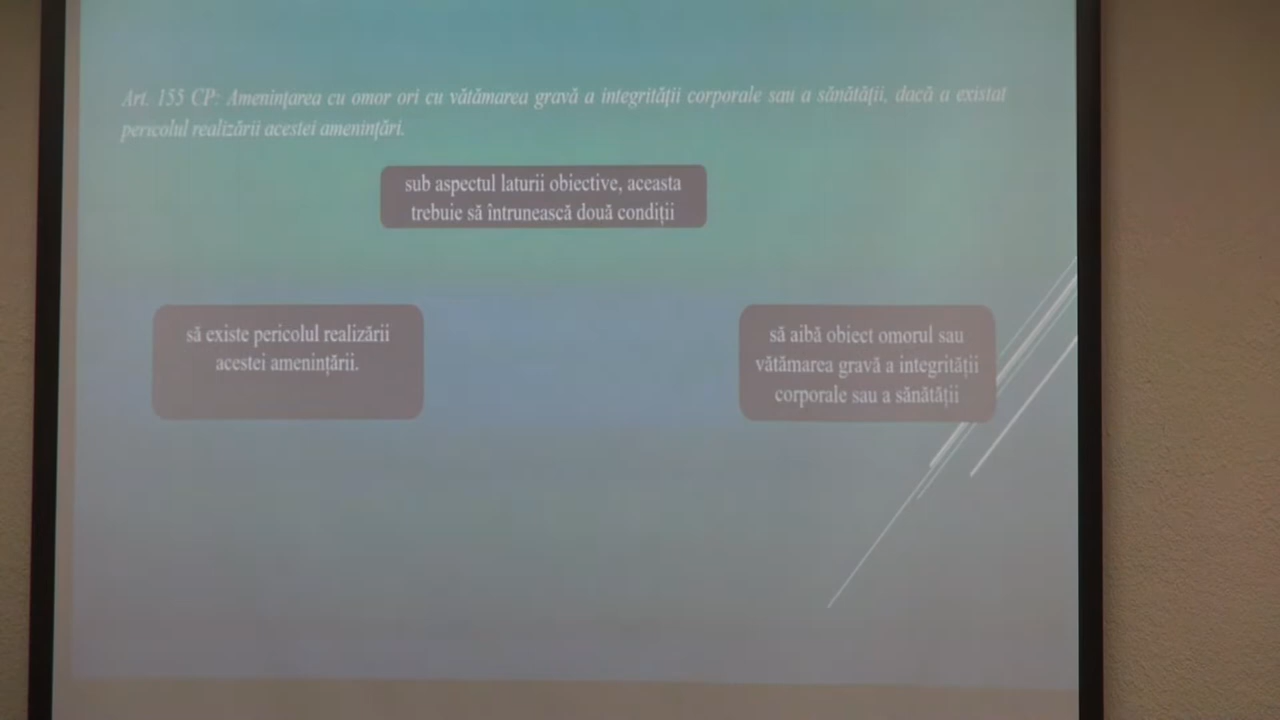 Art. 155 CP: Amenințarea cu omor ori cu vătămarea gravă a integrității corporale sau a sănătății, dacă a existat
pericolul realizării acestei amenințări.
sub aspectul laturii obiective, aceasta
trebuie să întrunească două condiții
să existe pericolul realizării
acestei amenințării.
să aibă obiect omorul sau
vătămarea gravă a integrității
corporale sau a sănătății